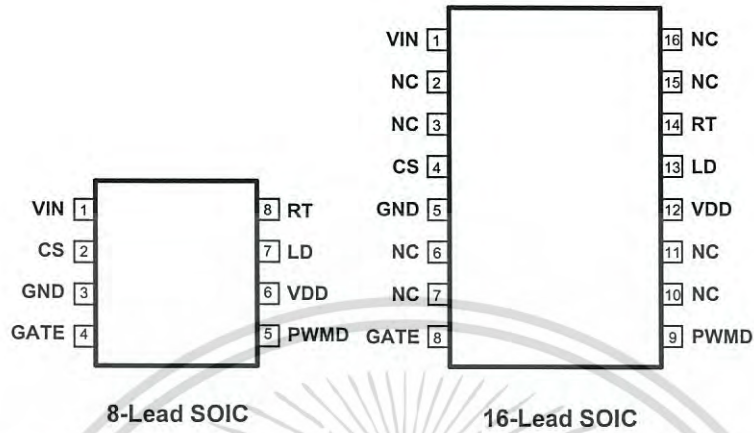 VIN 1
NC 2
NC 3
CS 4
GND 5
NC 6
NC 7
GATE 8
16 NC
15 NC
14 RT
13 LD
12 VDD
11 NC
10 NC
9 PWMD
VIN 1
CS 2
GND 3
GATE 4
8 RT
7 LD
6 VDD
5 PWMD
8-Lead SOIC
16-Lead SOIC